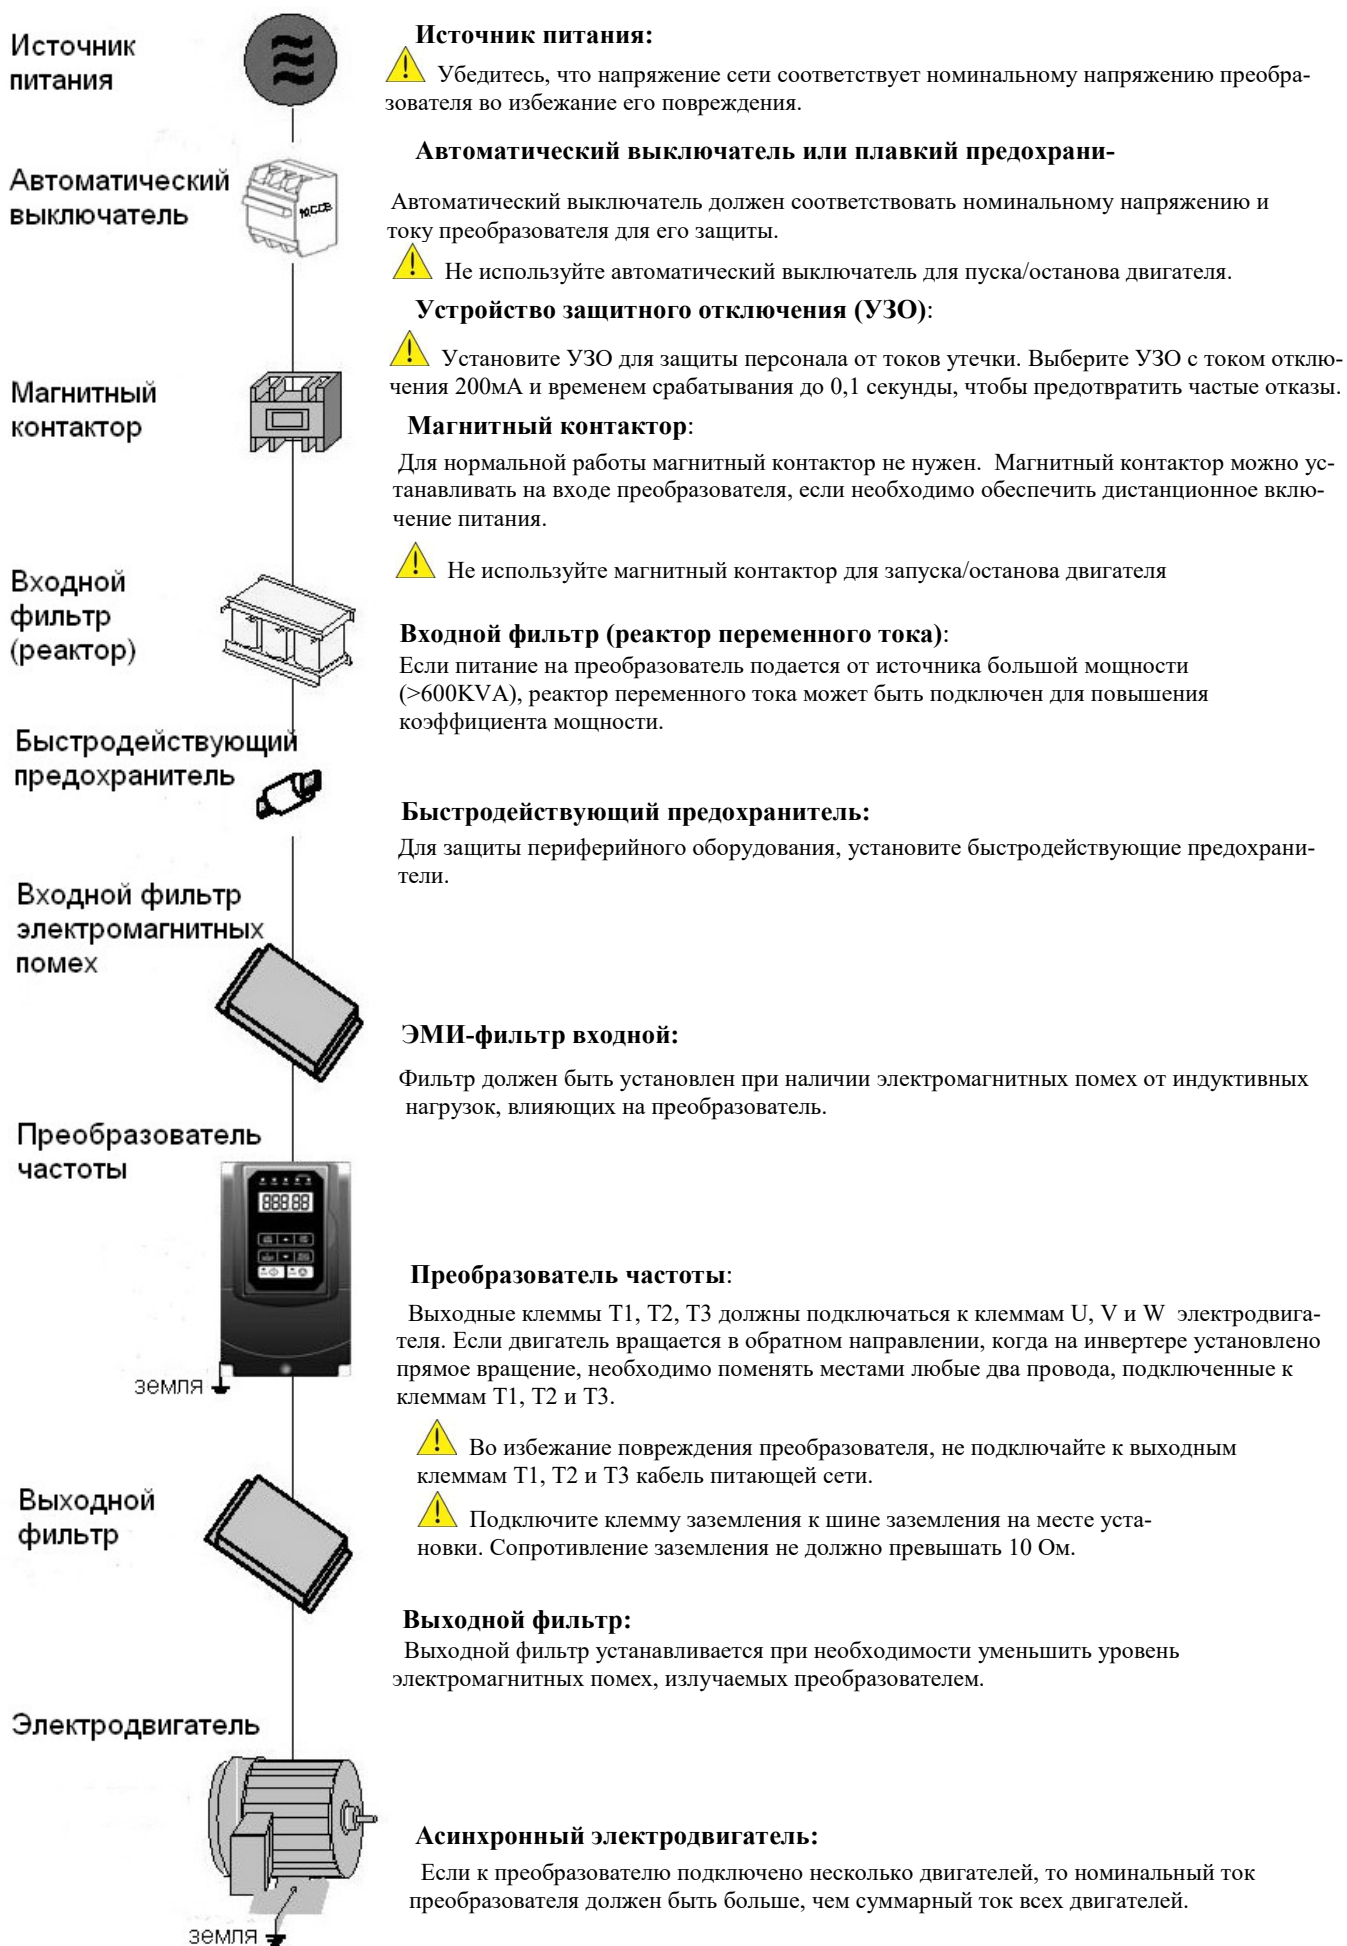 Источник
питания
Источник питания:
Убедитесь, что напряжение сети соответствует номинальному напряжению преобра-
зователя во избежание его повреждения.
Автоматический
выключатель
MCCB
Автоматический выключатель или плавкий предохрани-
Автоматический выключатель должен соответствовать номинальному напряжению и
току преобразователя для его защиты.
Не используйте автоматический выключатель для пуска/останова двигателя.
Устройство защитного отключения (УЗО):
Установите УЗО для защиты персонала от токов утечки. Выберите УЗО с током отклю-
чения 200мА и временем срабатывания до 0,1 секунды, чтобы предотвратить частые отказы.
Магнитный
контактор
Магнитный контактор:
Для нормальной работы магнитный контактор не нужен. Магнитный контактор можно ус-
танавливать на входе преобразователя, если необходимо обеспечить дистанционное вклю-
чение питания.
Не используйте магнитный контактор для запуска/останова двигателя
Входной
фильтр
(реактор)
Входной фильтр (реактор переменного тока):
Если питание на преобразователь подается от источника большой мощности
(>600KVA), реактор переменного тока может быть подключен для повышения
коэффициента мощности.
Быстродействующий
предохранитель
Быстродействующий предохранитель:
Для защиты периферийного оборудования, установите быстродействующие предохрани-
тели.
Входной фильтр
электромагнитных
помех
ЭМИ-фильтр входной:
Фильтр должен быть установлен при наличии электромагнитных помех от индуктивных
нагрузок, влияющих на преобразователь.
Преобразователь
частоты
88888
земля
Преобразователь частоты:
Выходные клеммы Т1, Т2, Т3 должны подключаться к клеммам U, V и W электродвига-
теля. Если двигатель вращается в обратном направлении, когда на инвертере установлено
прямое вращение, необходимо поменять местами любые два провода, подключенные к
клеммам Т1, Т2 и Т3.
Во избежание повреждения преобразователя, не подключайте к выходным
клеммам Т1, Т2 и Т3 кабель питающей сети.
Подключите клемму заземления к шине заземления на месте уста-
новки. Сопротивление заземления не должно превышать 10 Ом.
Выходной
фильтр
Выходной фильтр:
Выходной фильтр устанавливается при необходимости уменьшить уровень
электромагнитных помех, излучаемых преобразователем.
Электродвигатель
земля
Асинхронный электродвигатель:
Если к преобразователю подключено несколько двигателей, то номинальный ток
преобразователя должен быть больше, чем суммарный ток всех двигателей.